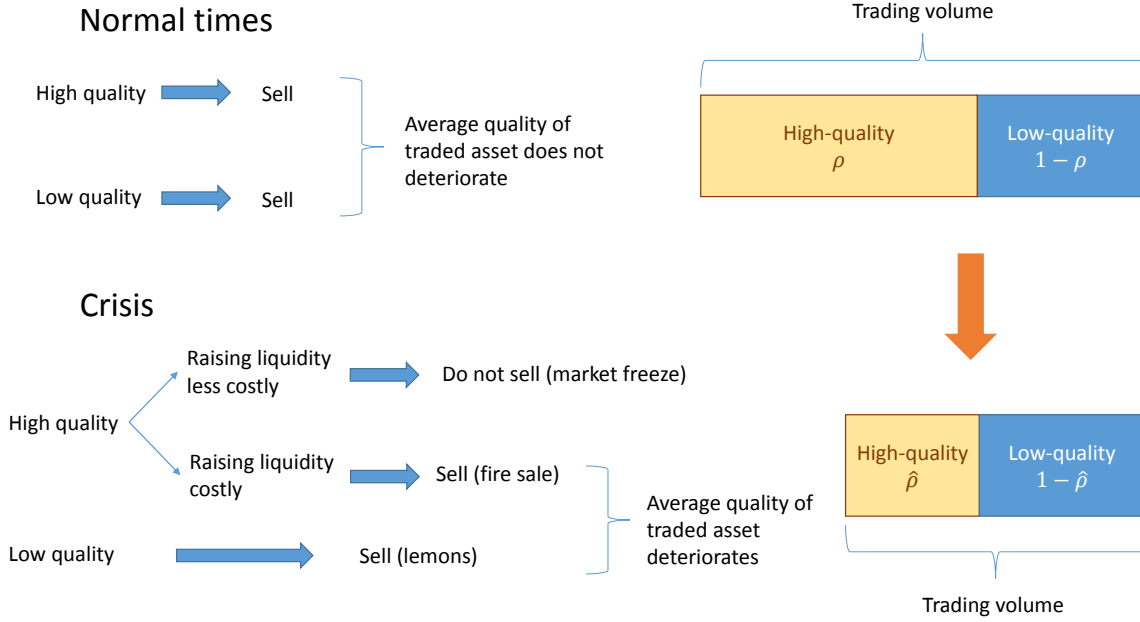 Normal times
Trading volume
High quality
Sell
Average quality of
traded asset does not
deteriorate
Low quality
Sell
High-quality
ρ
Low-quality
1 − ρ
Crisis
Raising liquidity
less costly
Do not sell (market freeze)
High quality
Raising liquidity
costly
Sell (fire sale)
Average quality of
traded asset
deteriorates
Low quality
Sell (lemons)
High-quality
ρ̂
Low-quality
1 − ρ̂
Trading volume